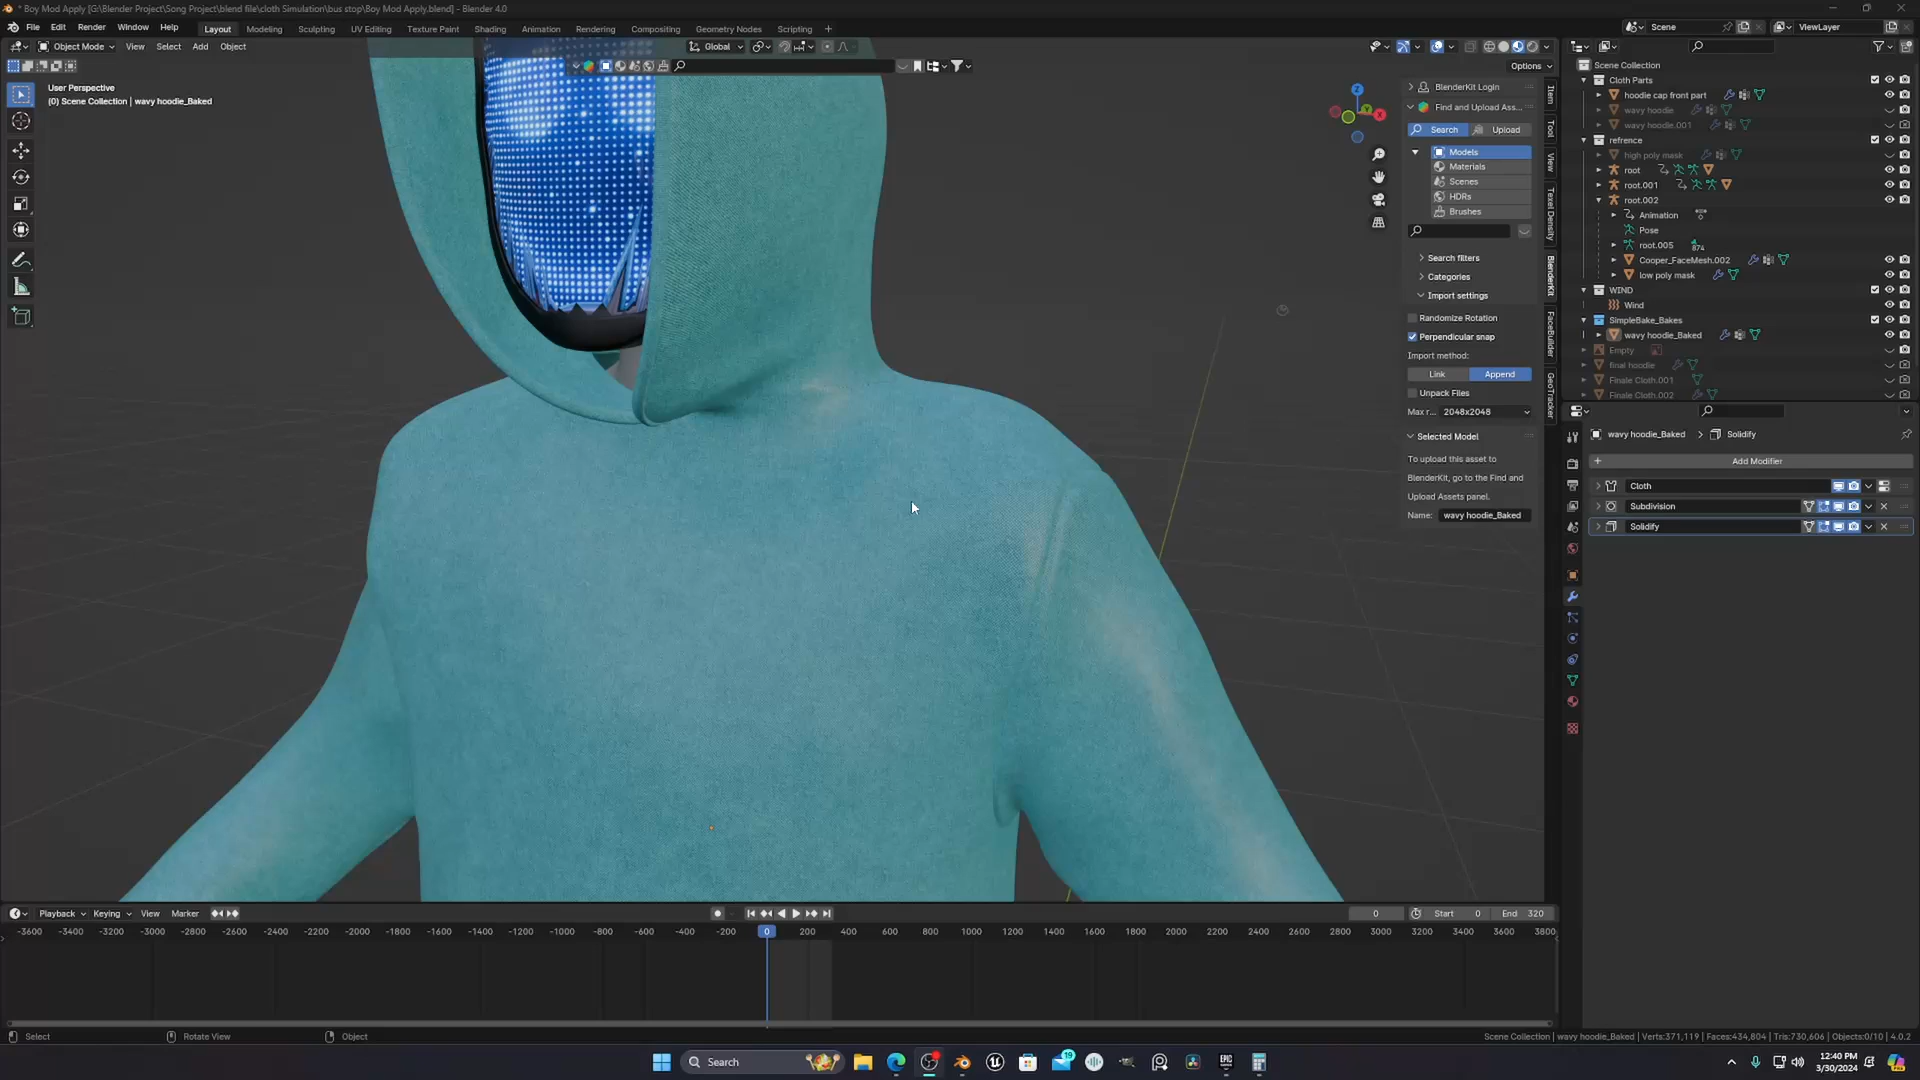 * Boy Mod Apply [G:\Blender Project\Song Project\blend file\cloth Simulation\bus stop\Boy Mod Apply.blend] - Blender 4.0
File Edit Render Window Help Layout Modeling Sculpting UV Editing Texture Paint Shading Animation Rendering Compositing Geometry Nodes Scripting + Scene ViewLayer
Object Mode View Select Add Object Global
Options
User Perspective
(0) Scene Collection | wavy hoodie_Baked
BlenderKit Login
Find and Upload Ass...
Search Upload
Models
Materials
Scenes
HDRs
Brushes
Search filters
Categories
Import settings
Randomize Rotation
Perpendicular snap
Import method:
Link Append
Unpack Files
Max r... 2048x2048
Selected Model
To upload this asset to
BlenderKit, go to the Find and
Upload Assets panel.
Name: wavy hoodie_Baked
Item
Tool
View
Texel Density
BlenderKit
FaceBuilder
GeoTracker
Scene Collection
Cloth Parts
hoodie cap front part
wavy hoodie
wavy hoodie.001
refrence
high poly mask
root
root.001
root.002
Animation
Pose
root.005 874
Cooper_FaceMesh.002
low poly mask
WIND
Wind
SimpleBake_Bakes
wavy hoodie_Baked
Empty
final hoodie
Finale Cloth.001
Finale Cloth.002
wavy hoodie_Baked > Solidify
+ Add Modifier
Cloth
Subdivision
Solidify
Playback Keying View Marker 0 Start 0 End 320
-3600 -3400 -3200 -3000 -2800 -2600 -2400 -2200 -2000 -1800 -1600 -1400 -1200 -1000 -800 -600 -400 -200 0 200 400 600 800 1000 1200 1400 1600 1800 2000 2200 2400 2600 2800 3000 3200 3400 3600 3800
Select Rotate View Object Scene Collection | wavy hoodie_Baked | Verts:371,119 | Faces:434,804 | Tris:730,606 | Objects:0/10 | 4.0.2
Search 19 EPIC 12:40 PM
3/30/2024